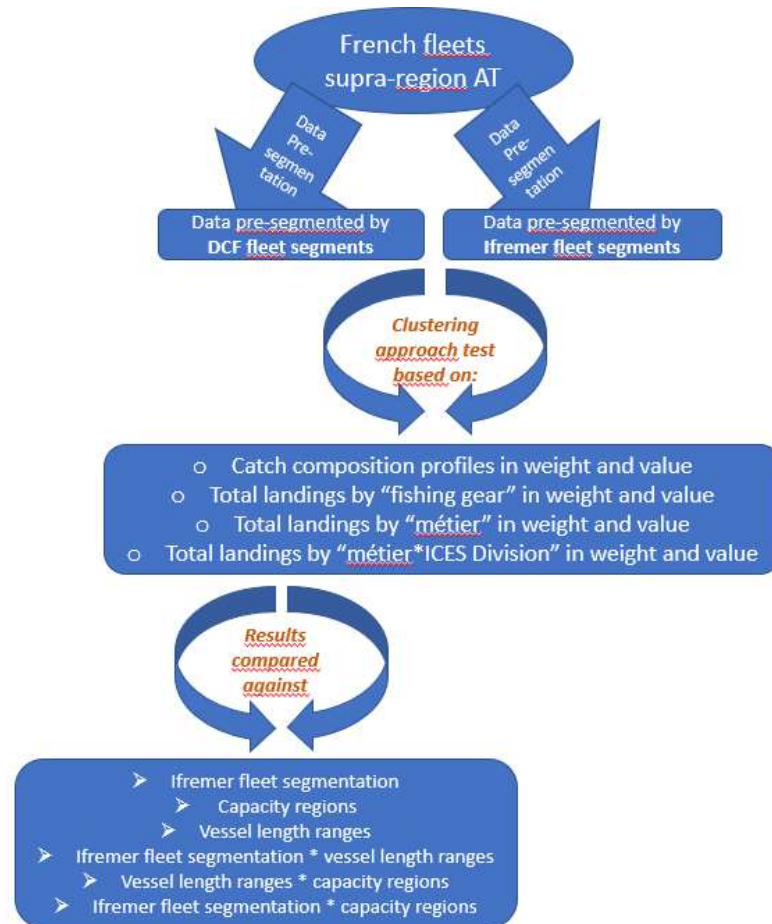 French fleets
supra-region AT
Data
Pre-
segmen
tation
Data
Pre-
segmen
tation
Data pre-segmented by
DCF fleet segments
Data pre-segmented by
Ifremer fleet segments
Clustering
approach test
based on:
o Catch composition profiles in weight and value
o Total landings by “fishing gear” in weight and value
o Total landings by “métier” in weight and value
o Total landings by “métier*ICES Division” in weight and value
Results
compared
against
➢ Ifremer fleet segmentation
➢ Capacity regions
➢ Vessel length ranges
➢ Ifremer fleet segmentation * vessel length ranges
➢ Vessel length ranges * capacity regions
➢ Ifremer fleet segmentation * capacity regions